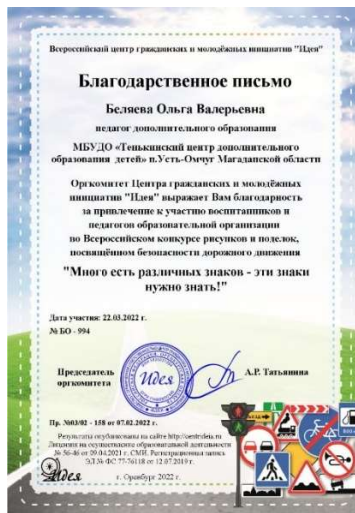 Всероссийский центр гражданских и молодёжных инициатив "Идея"
Благодарственное письмо
Беляева Ольга Валерьевна
педагог дополнительного образования
МБУДО «Тенькинский центр дополнительного
образования детей» п.Усть-Омчуг Магаданской области
Оргкомитет Центра гражданских и молодёжных
инициатив "Идея" выражает Вам благодарность
за привлечение к участию воспитанников и
педагогов образовательной организации
во Всероссийском конкурсе рисунков и поделок,
посвящённом безопасности дорожного движения
"Много есть различных знаков - эти знаки
нужно знать!"
Дата участия: 22.03.2022 г.
№ БО - 994
Председатель
оргкомитета
Идея
А.Р. Татьянина
Пр. №03/02 - 158 от 07.02.2022 г.
Результаты опубликованы на сайте http://centrideia.ru
Лицензия на осуществление образовательной деятельности
№ 56-46 от 09.04.2021 г. СМИ. Регистрационная запись
ЭЛ № ФС 77-76118 от 12.07.2019 г.
Идея
г. Оренбург 2022 г.